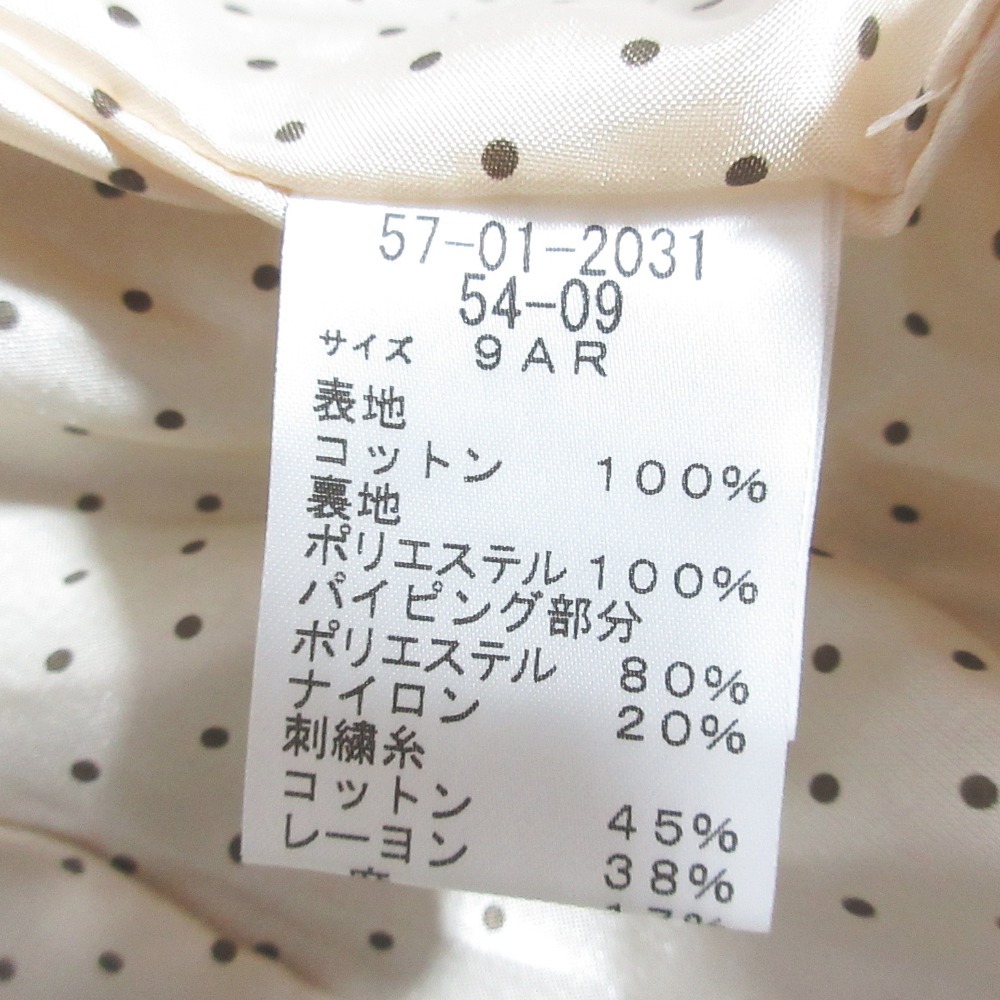 57-01-2031
54-09
サイズ 9AR
表地
コットン 100%
裏地
ポリエステル 100%
パイピング部分
ポリエステル 80%
ナイロン 20%
刺繍糸
コットン 45%
レーヨン 38%